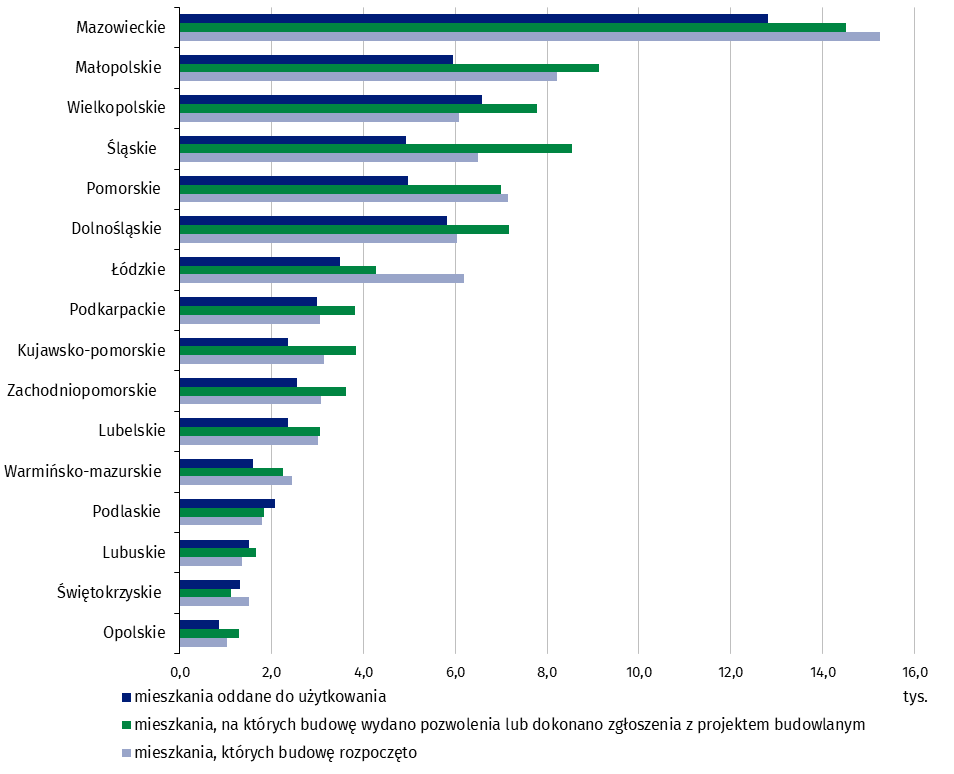 Mazowieckie
Małopolskie
Wielkopolskie
Śląskie
Pomorskie
Dolnośląskie
Łódzkie
Podkarpackie
Kujawsko-pomorskie
Zachodniopomorskie
Lubelskie
Warmińsko-mazurskie
Podlaskie
Lubuskie
Świętokrzyskie
Opolskie
0,0 2,0 4,0 6,0 8,0 10,0 12,0 14,0 16,0
tys.
mieszkania oddane do użytkowania
mieszkania, na których budowę wydano pozwolenia lub dokonano zgłoszenia z projektem budowlanym
mieszkania, których budowę rozpoczęto